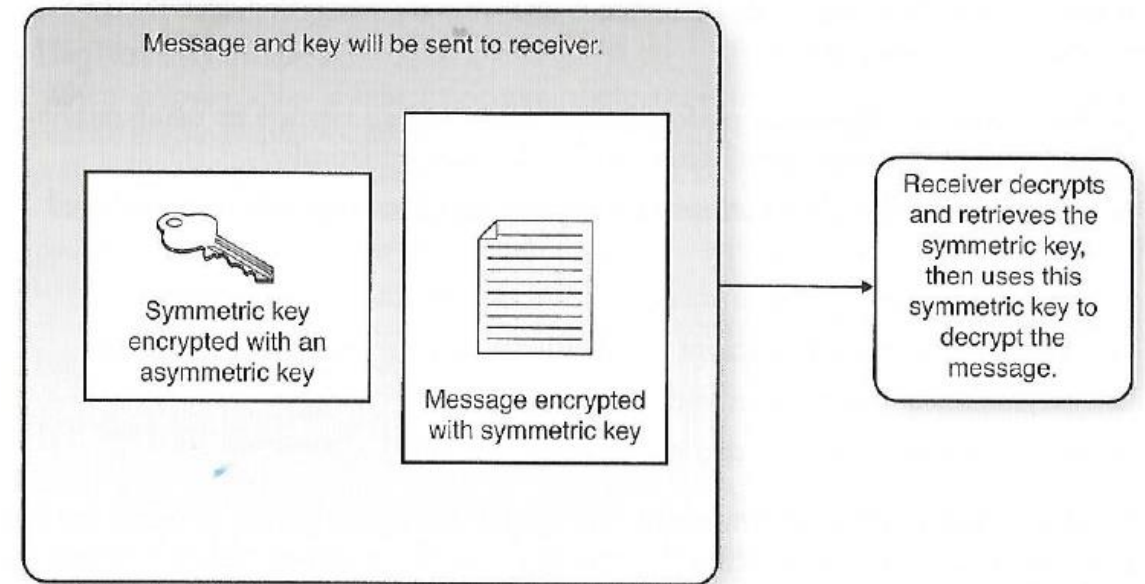 Message and key will be sent to receiver.
Symmetric key
encrypted with an
asymmetric key
Message encrypted
with symmetric key
Receiver decrypts
and retrieves the
symmetric key,
then uses this
symmetric key to
decrypt the
message.